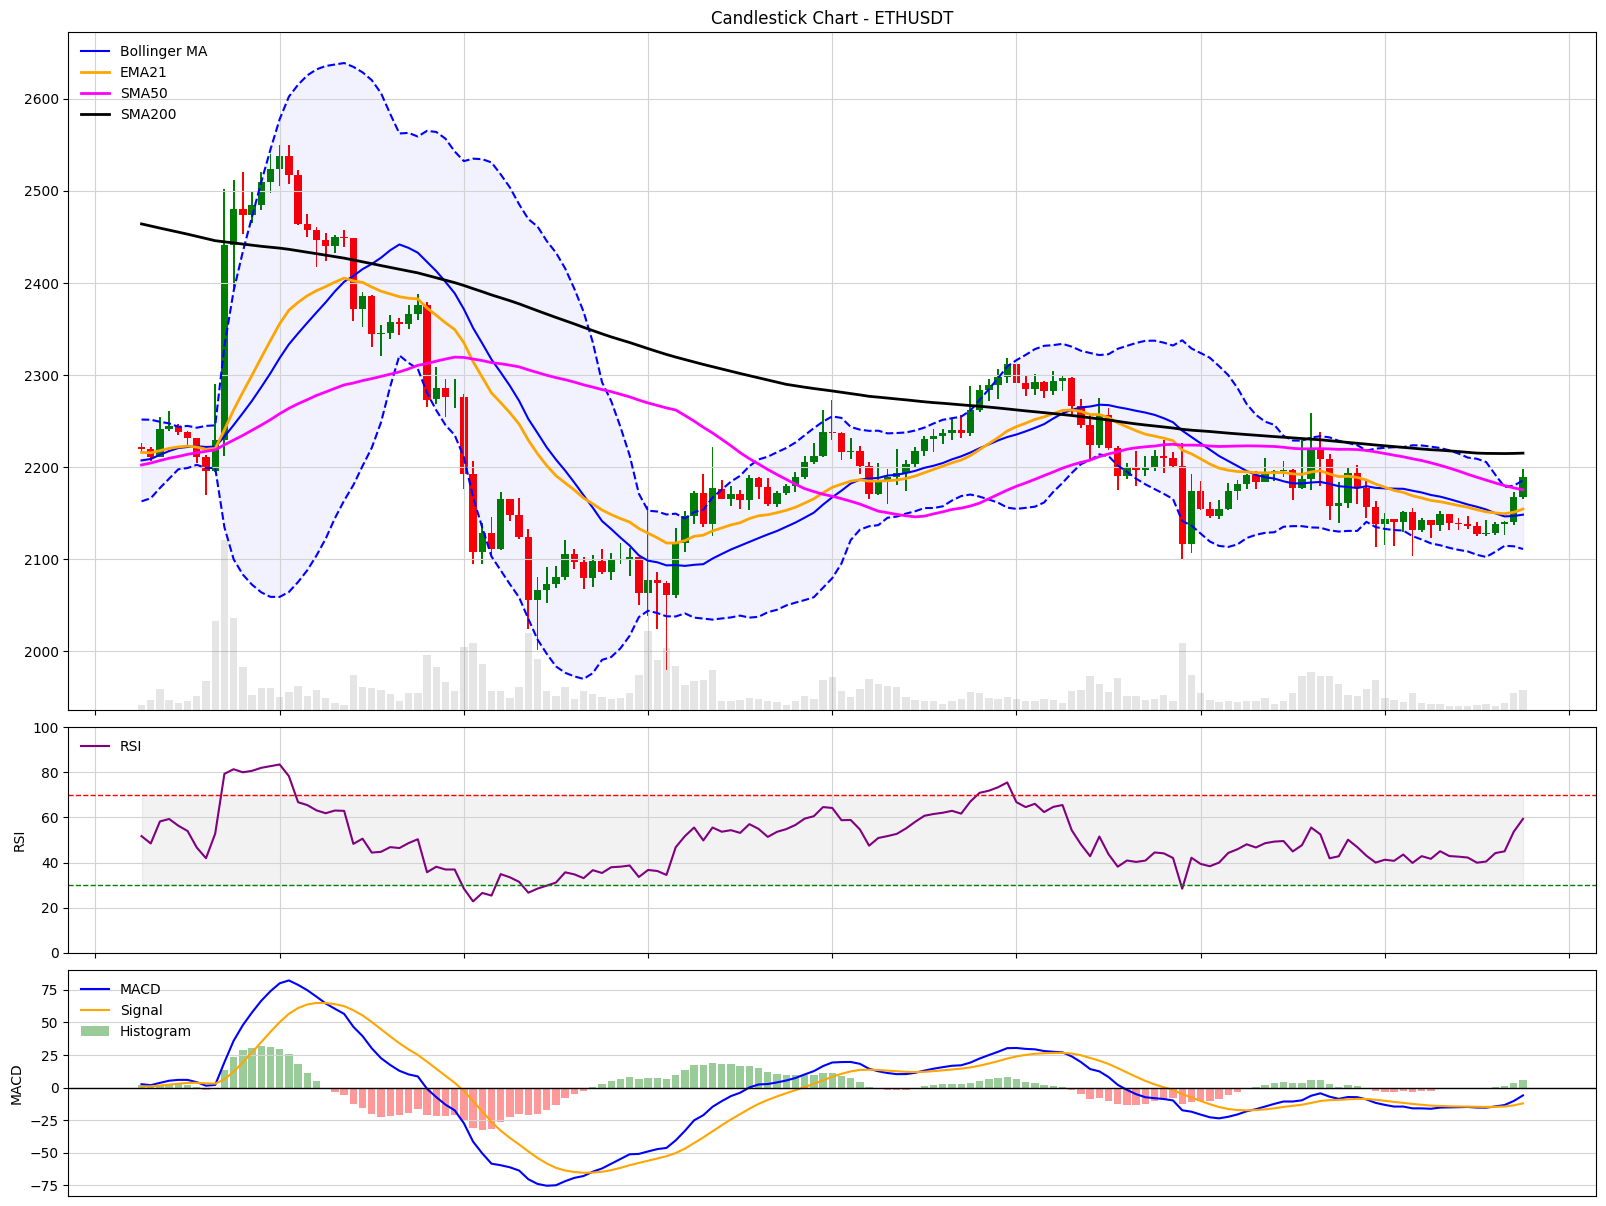 Candlestick Chart - ETHUSDT
Bollinger MA
EMA21
SMA50
SMA200
2600
2500
2400
2300
2200
2100
2000
100
80
60
40
20
0
RSI
RSI
75
50
25
0
−25
−50
−75
MACD
MACD
Signal
Histogram